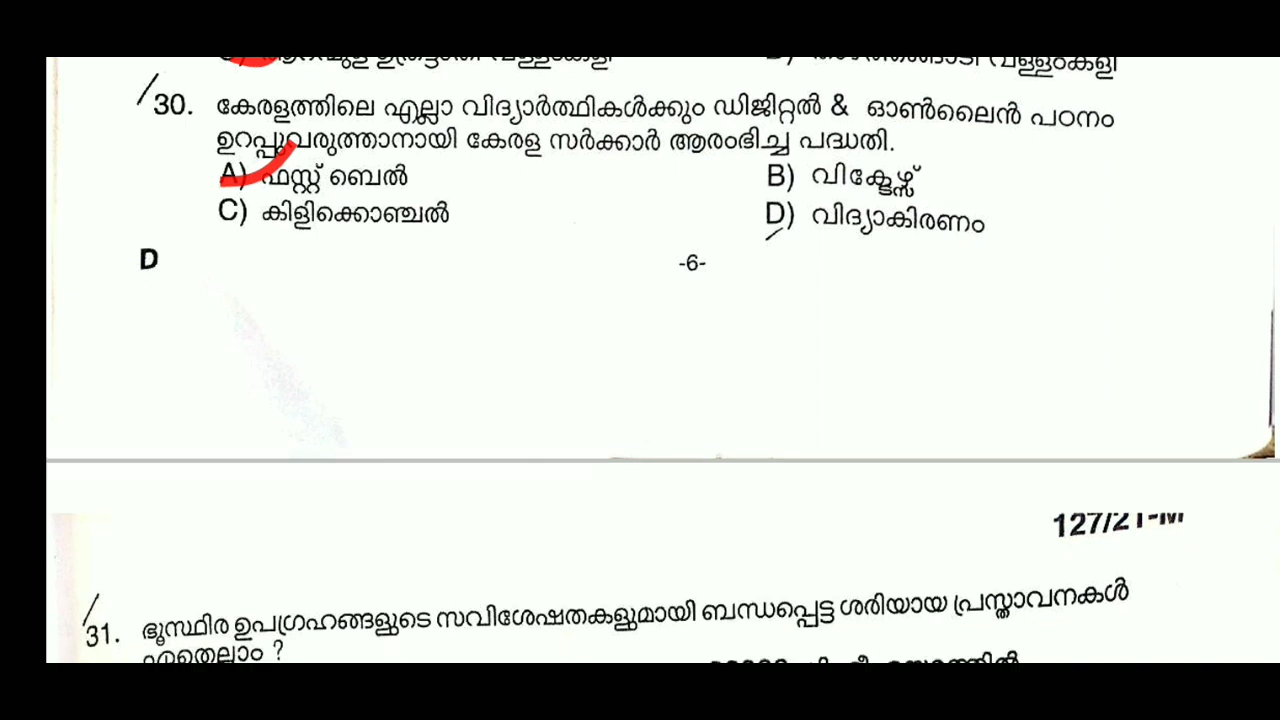 30. കേരളത്തിലെ എല്ലാ വിദ്യാർത്ഥികൾക്കും ഡിജിറ്റൽ & ഓൺലൈൻ പഠനം
ഉറപ്പുവരുത്താനായി കേരള സർക്കാർ ആരംഭിച്ച പദ്ധതി.
A) ഫസ്റ്റ് ബെൽ B) വിക്ടേഴ്സ്
C) കിളിക്കൊഞ്ചൽ D) വിദ്യാകിരണം
D -6-
127/21-M
31. ഭൂസ്ഥിര ഉപഗ്രഹങ്ങളുടെ സവിശേഷതകളുമായി ബന്ധപ്പെട്ട ശരിയായ പ്രസ്താവനകൾ
ഏതെല്ലാം ?